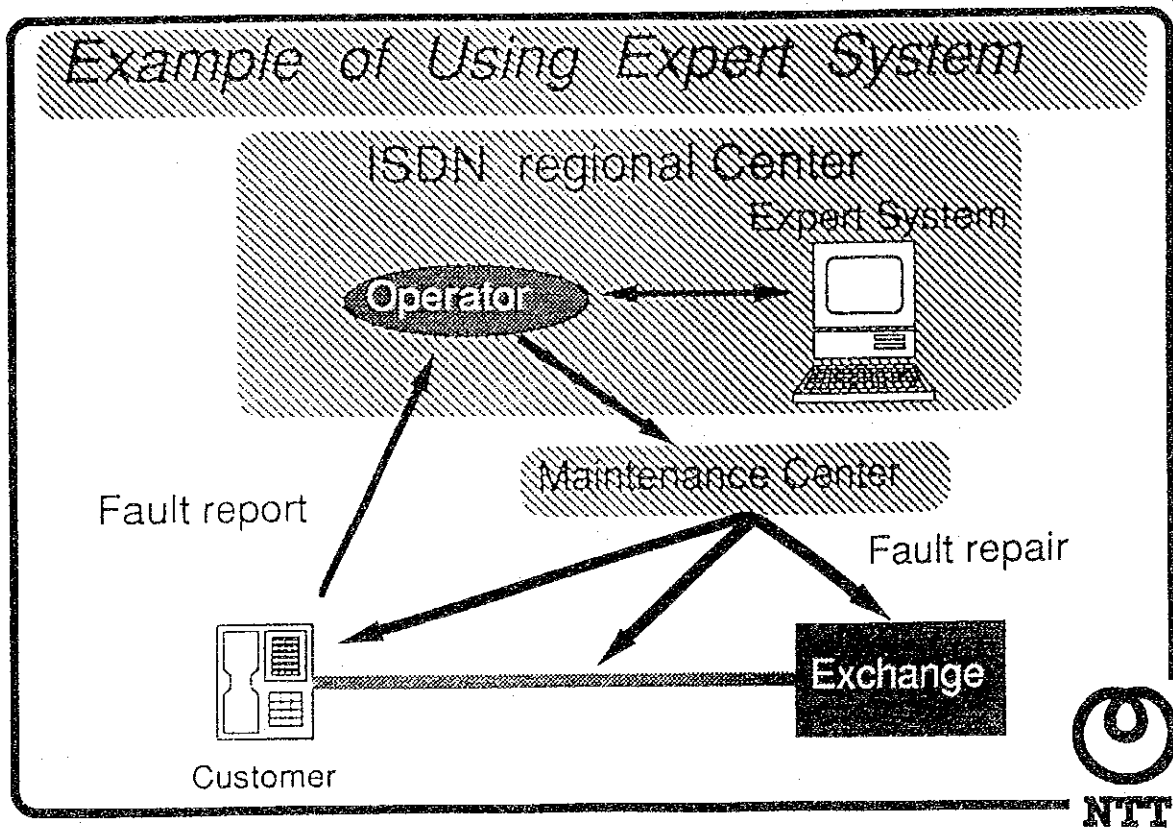 Example of Using Expert System
ISDN regional Center
Expert System
Operator
Maintenance Center
Fault report
Fault repair
Exchange
Customer
NTT